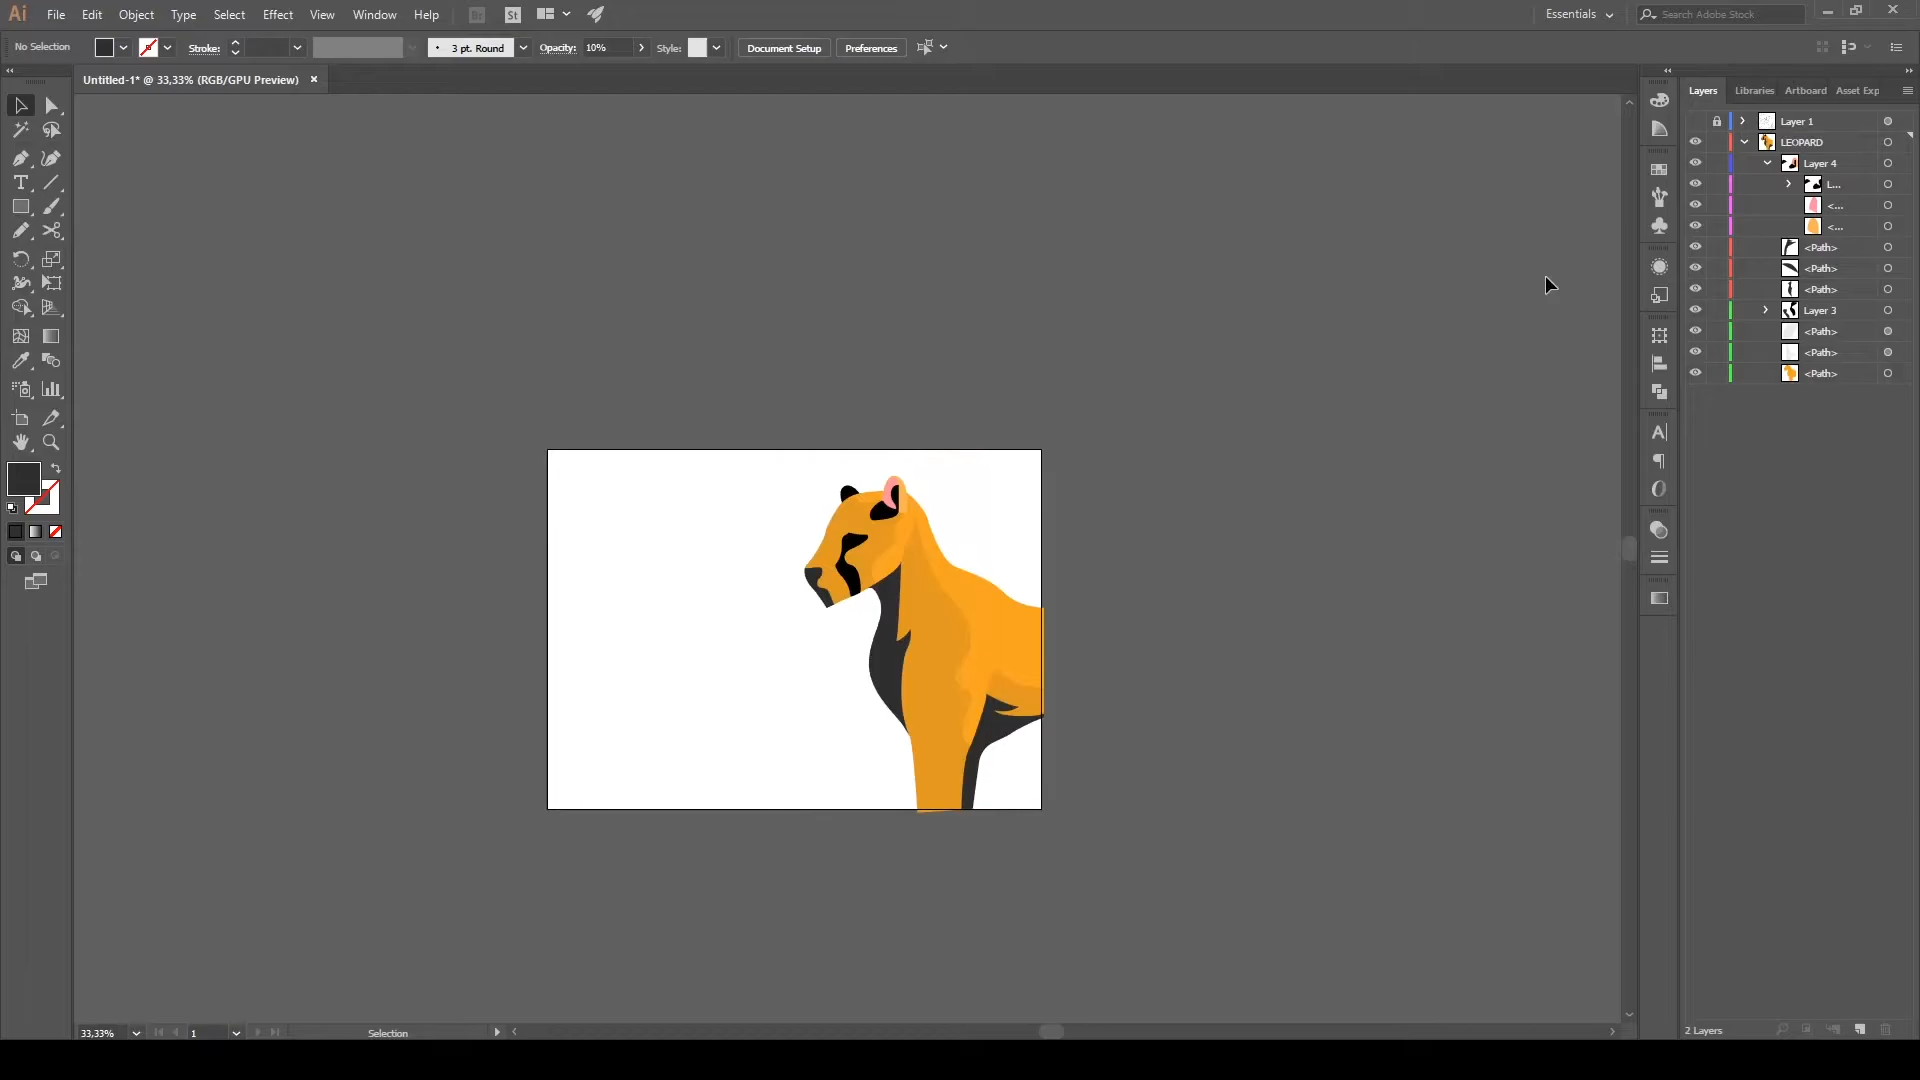 Ai File Edit Object Type Select Effect View Window Help Br St Essentials Search Adobe Stock
No Selection Stroke: 3 pt. Round Opacity: 10% Style: Document Setup Preferences
Untitled-1* @ 33,33% (RGB/GPU Preview)
Layers Libraries Artboard Asset Exp
Layer 1
LEOPARD
Layer 4
L...
<...
<...
<Path>
<Path>
<Path>
Layer 3
<Path>
<Path>
<Path>
33,33% 1 Selection
2 Layers